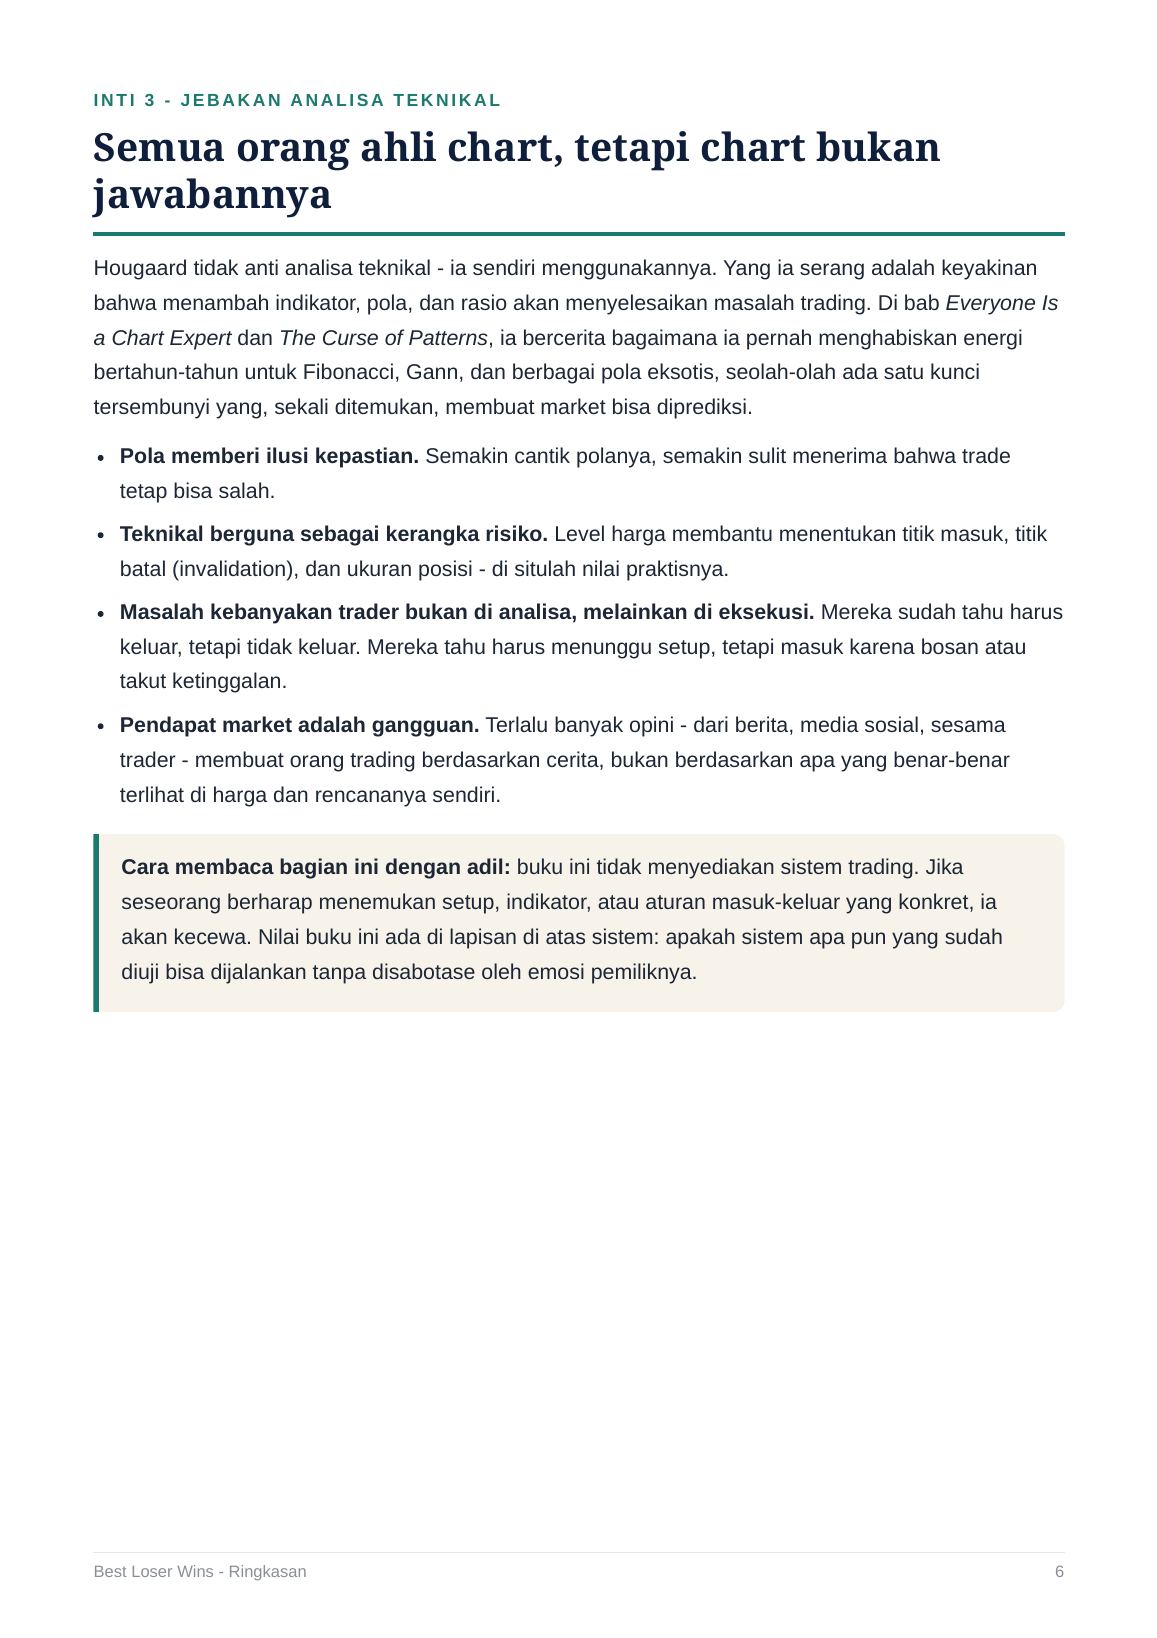 INTI 3 - JEBAKAN ANALISA TEKNIKAL
Semua orang ahli chart, tetapi chart bukan
jawabannya
Hougaard tidak anti analisa teknikal - ia sendiri menggunakannya. Yang ia serang adalah keyakinan
bahwa menambah indikator, pola, dan rasio akan menyelesaikan masalah trading. Di bab Everyone Is
a Chart Expert dan The Curse of Patterns, ia bercerita bagaimana ia pernah menghabiskan energi
bertahun-tahun untuk Fibonacci, Gann, dan berbagai pola eksotis, seolah-olah ada satu kunci
tersembunyi yang, sekali ditemukan, membuat market bisa diprediksi.
• Pola memberi ilusi kepastian. Semakin cantik polanya, semakin sulit menerima bahwa trade
tetap bisa salah.
• Teknikal berguna sebagai kerangka risiko. Level harga membantu menentukan titik masuk, titik
batal (invalidation), dan ukuran posisi - di situlah nilai praktisnya.
• Masalah kebanyakan trader bukan di analisa, melainkan di eksekusi. Mereka sudah tahu harus
keluar, tetapi tidak keluar. Mereka tahu harus menunggu setup, tetapi masuk karena bosan atau
takut ketinggalan.
• Pendapat market adalah gangguan. Terlalu banyak opini - dari berita, media sosial, sesama
trader - membuat orang trading berdasarkan cerita, bukan berdasarkan apa yang benar-benar
terlihat di harga dan rencananya sendiri.
Cara membaca bagian ini dengan adil: buku ini tidak menyediakan sistem trading. Jika
seseorang berharap menemukan setup, indikator, atau aturan masuk-keluar yang konkret, ia
akan kecewa. Nilai buku ini ada di lapisan di atas sistem: apakah sistem apa pun yang sudah
diuji bisa dijalankan tanpa disabotase oleh emosi pemiliknya.
Best Loser Wins - Ringkasan
6